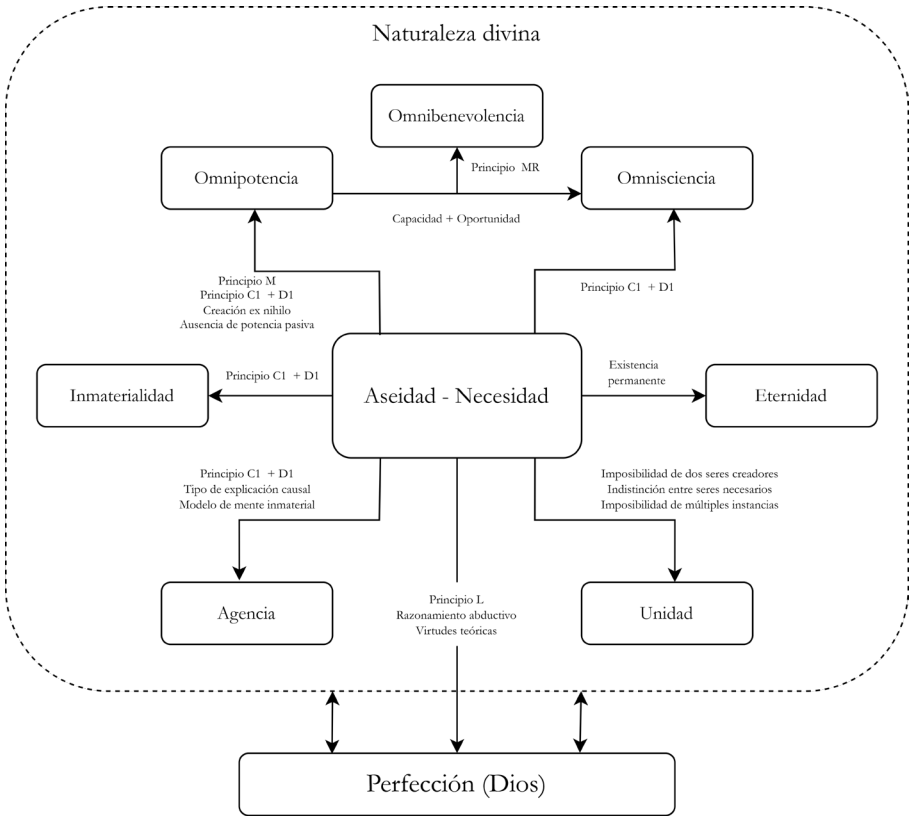 Naturaleza divina
Omnibenevolencia
Omnipotencia
Principio MR
Omnisciencia
Capacidad + Oportunidad
Principio M
Principio C1 + D1
Creación ex nihilo
Ausencia de potencia pasiva
Principio C1 + D1
Inmaterialidad
Principio C1 + D1
Aseidad - Necesidad
Existencia
permanente
Eternidad
Principio C1 + D1
Tipo de explicación causal
Modelo de mente inmaterial
Imposibilidad de dos seres creadores
Indistinción entre seres necesarios
Imposibilidad de múltiples instancias
Agencia
Principio L
Razonamiento abductivo
Virtudes teóricas
Unidad
Perfección (Dios)